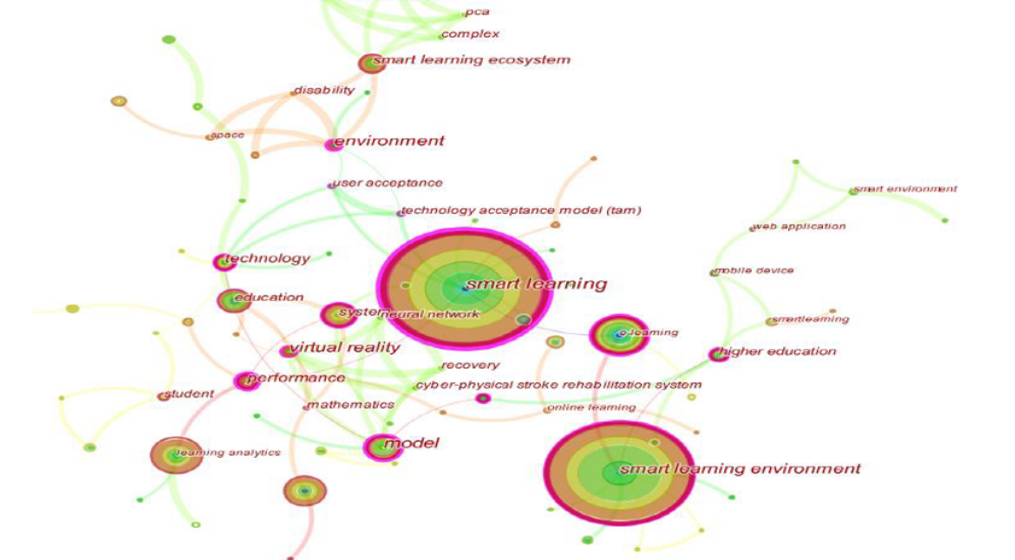 pca
complex
smart learning ecosystem
disability
space
environment
user acceptance
smart environment
technology acceptance model (tam)
web application
technology
mobile device
smart learning
education
neural network
smartlearning
e-learning
virtual reality
higher education
recovery
performance
cyber-physical stroke rehabilitation system
student
mathematics
online learning
model
learning analytics
smart learning environment